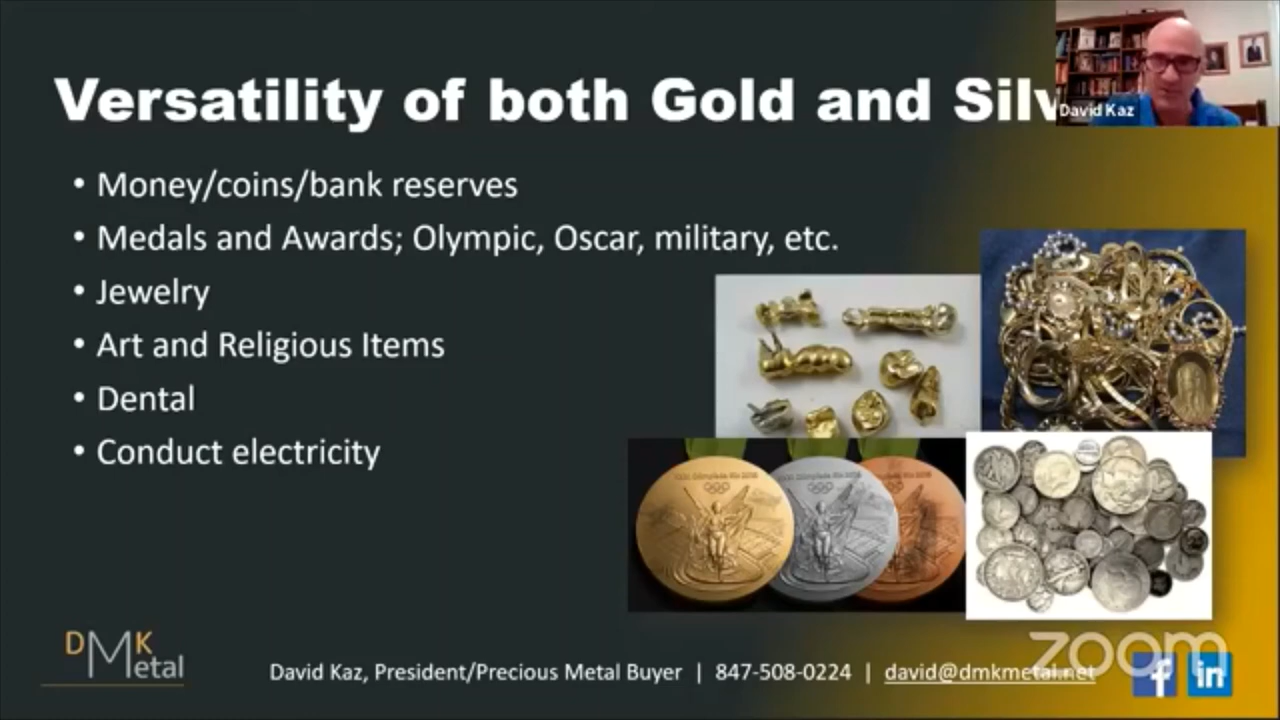 Versatility of both Gold and Silv
David Kaz
• Money/coins/bank reserves
• Medals and Awards; Olympic, Oscar, military, etc.
• Jewelry
• Art and Religious Items
• Dental
• Conduct electricity
DMK
etal
David Kaz, President/Precious Metal Buyer | 847-508-0224 | david@dmkmetal.net
zoom
f in